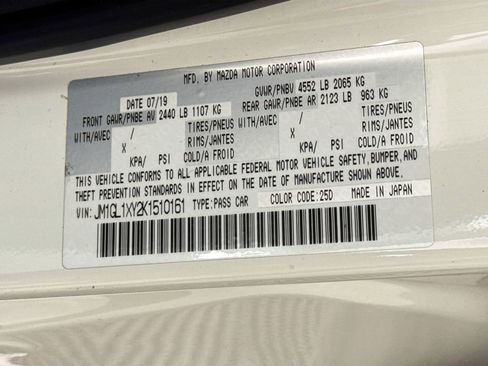 MFD. BY MAZDA MOTOR CORPORATION
DATE 07/19 GVWR/PNBV 4552 LB 2065 KG
FRONT GAWR/PNBE AV 2440 LB 1107 KG REAR GAWR/PNBE AR 2123 LB 963 KG
WITH/AVEC / TIRES/PNEUS WITH/AVEC / TIRES/PNEUS
X RIMS/JANTES X RIMS/JANTES
KPA/ PSI COLD/A FROID KPA/ PSI COLD/A FROID
THIS VEHICLE CONFORMS TO ALL APPLICABLE FEDERAL MOTOR VEHICLE SAFETY, BUMPER, AND
THEFT PREVENTION STANDARDS IN EFFECT ON THE DATE OF MANUFACTURE SHOWN ABOVE.
VIN: JM1GL1XY2K1510161 TYPE: PASS CAR COLOR CODE: 25D MADE IN JAPAN